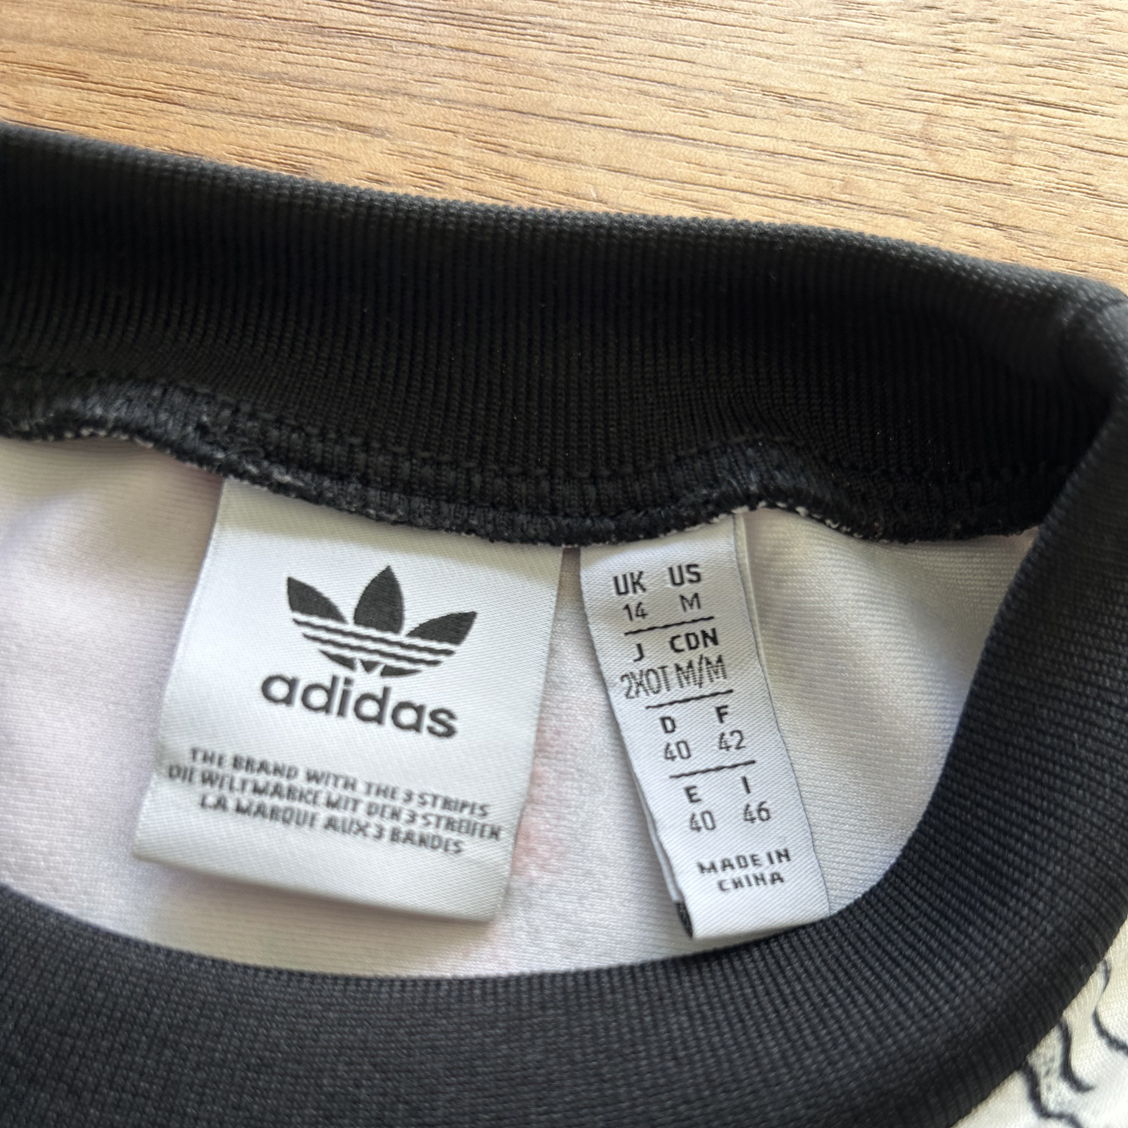 adidas
THE BRAND WITH THE 3 STRIPES
DIE WELTMARKE MIT DEN 3 STREIFEN
LA MARQUE AUX 3 BANDES
UK US
14 M
J CDN
2XOT M/M
D F
40 42
E I
40 46
MADE IN
CHINA